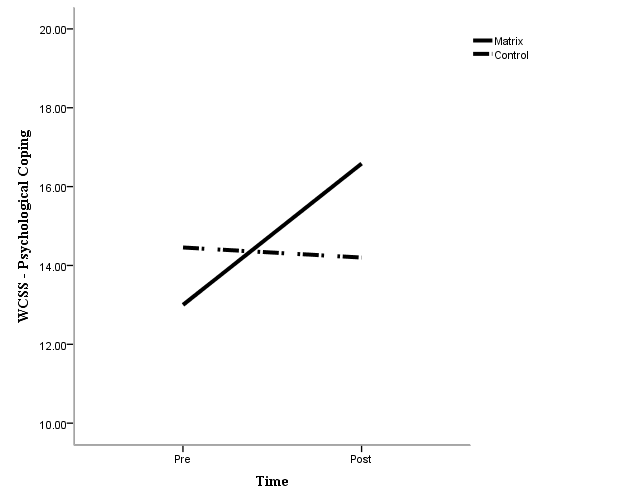 20.00
18.00
16.00
14.00
12.00
10.00
WCSS - Psychological Coping
Pre
Post
Time
Matrix
Control